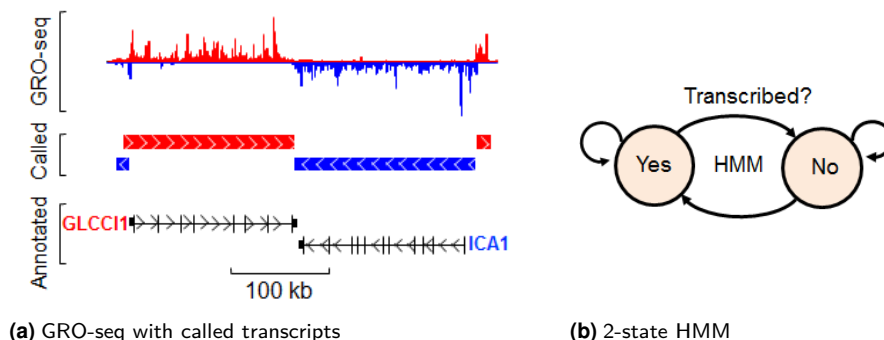 GRO-seq
Called
Annotated
GLCCI1
ICA1
100 kb
(a) GRO-seq with called transcripts
Transcribed?
Yes
HMM
No
(b) 2-state HMM